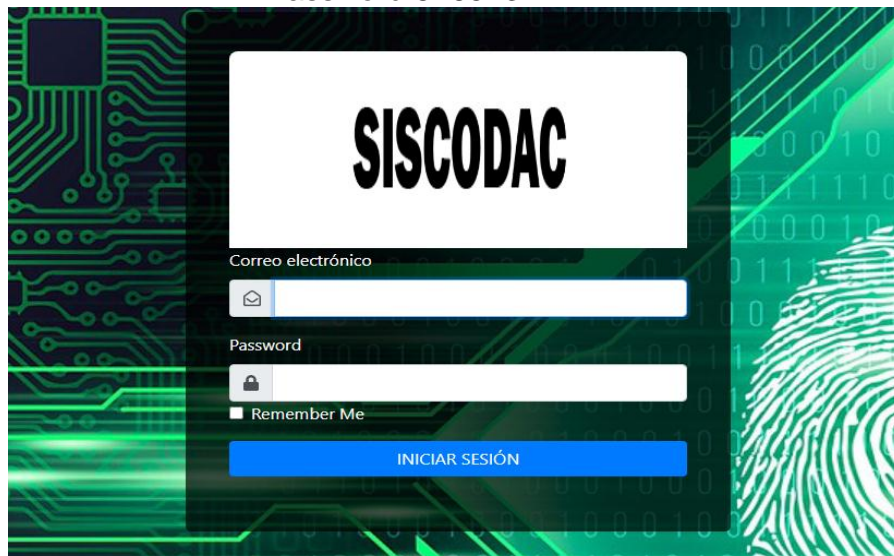 SISCODAC
Correo electrónico
Password
Remember Me
INICIAR SESIÓN